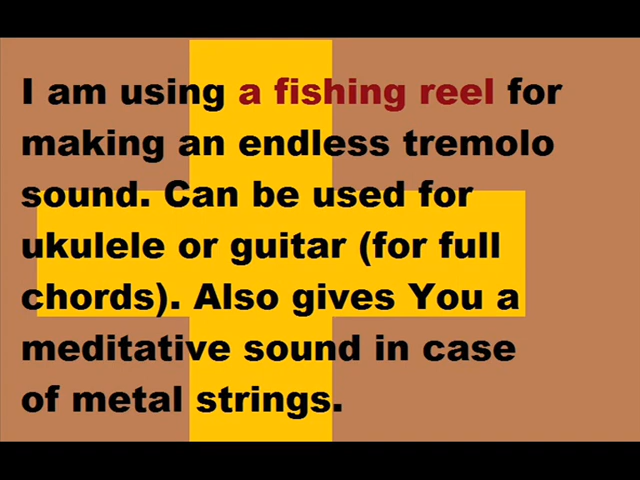 I am using a fishing reel for
making an endless tremolo
sound. Can be used for
ukulele or guitar (for full
chords). Also gives You a
meditative sound in case
of metal strings.